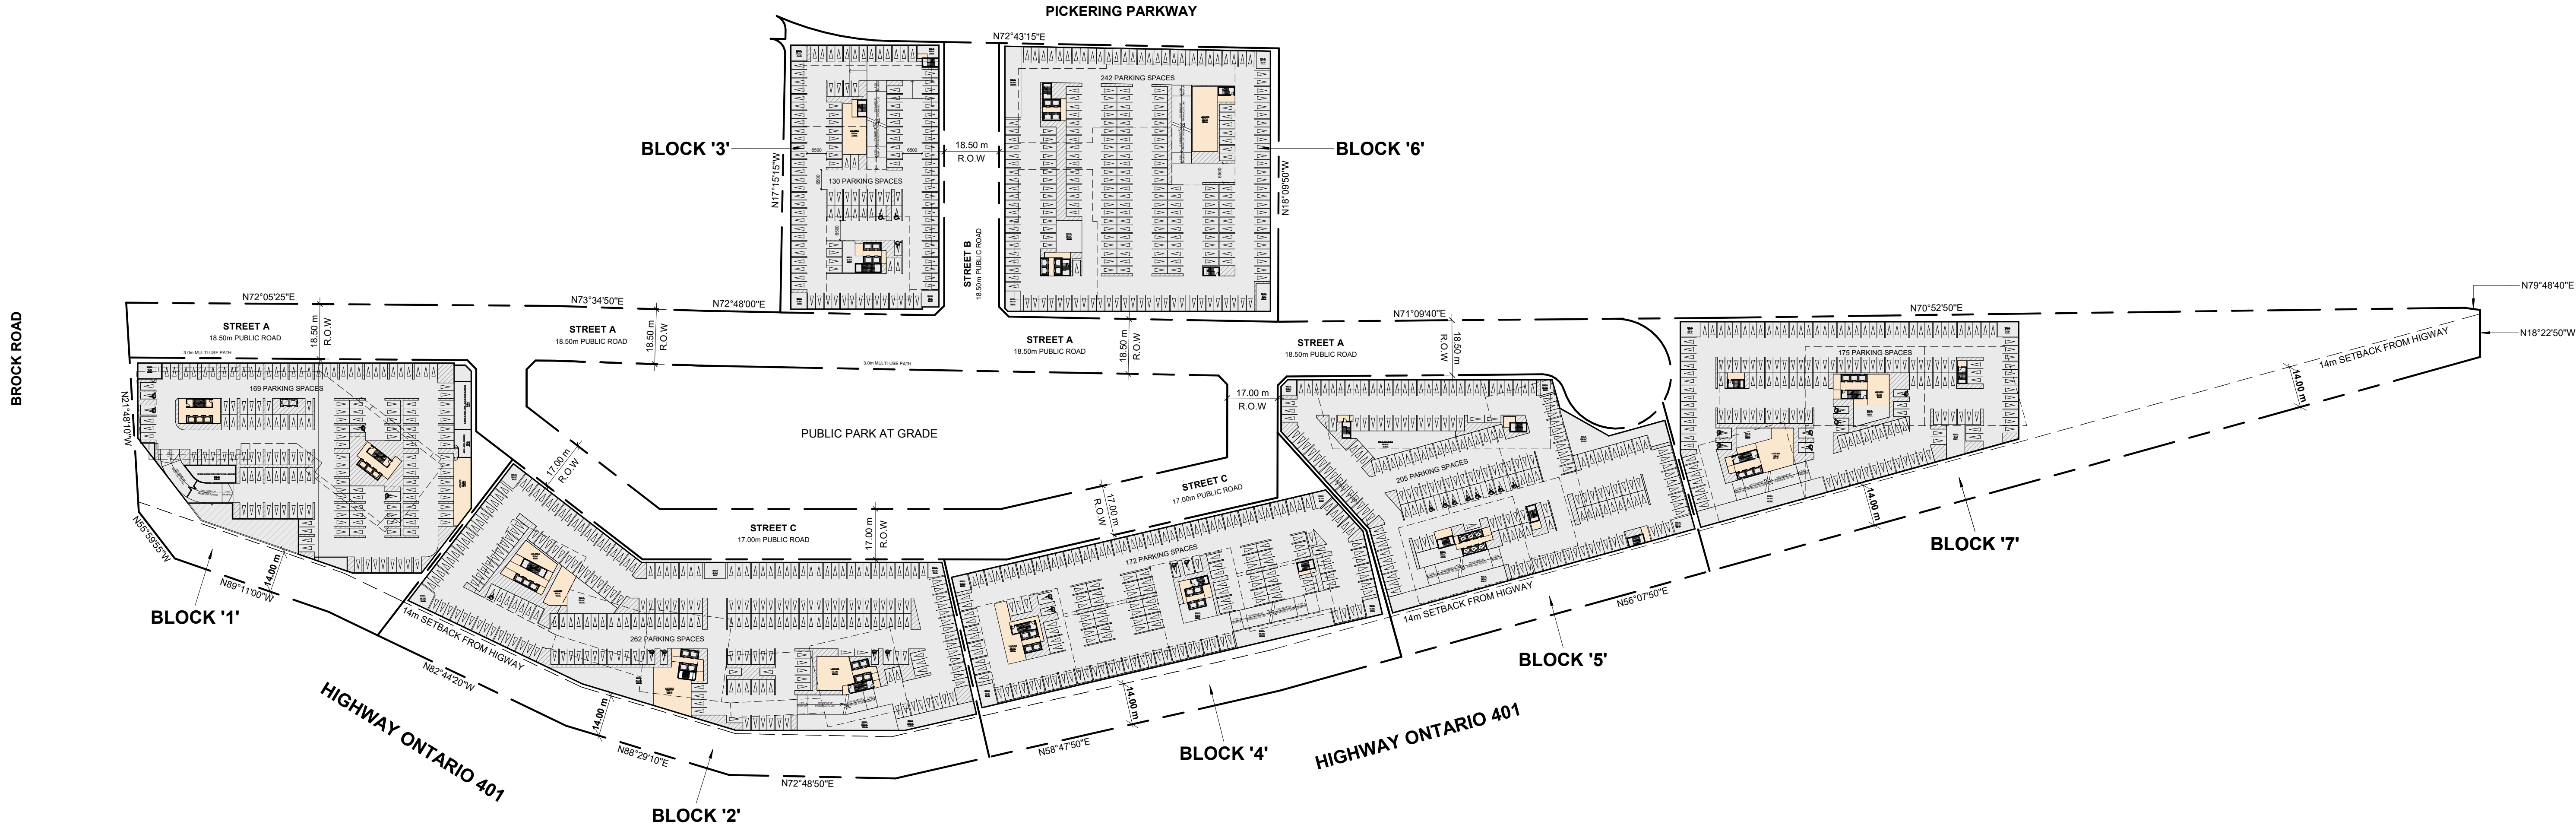 PICKERING PARKWAY
N72°43'15"E
242 PARKING SPACES
BLOCK '3'
18.50 m
R.O.W
BLOCK '6'
6500
6500
6500
6500
6500
130 PARKING SPACES
N17°15'15"W
N18°09'50"W
STREET B
18.50m PUBLIC ROAD
BROCK ROAD
N72°05'25"E
N73°34'50"E
N72°48'00"E
N71°09'40"E
N70°52'50"E
N79°48'40"E
N18°22'50"W
STREET A
18.50m PUBLIC ROAD
18.50 m
R.O.W
STREET A
18.50m PUBLIC ROAD
18.50 m
R.O.W
STREET A
18.50m PUBLIC ROAD
18.50 m
R.O.W
STREET A
18.50m PUBLIC ROAD
18.50 m
R.O.W
3.0m MULTI-USE PATH
3.0m MULTI-USE PATH
14m SETBACK FROM HIGWAY
14.00 m
175 PARKING SPACES
169 PARKING SPACES
N21°48'10"W
17.00 m
R.O.W
PUBLIC PARK AT GRADE
17.00 m
R.O.W
205 PARKING SPACES
STREET C
17.00m PUBLIC ROAD
17.00 m
R.O.W
STREET C
17.00m PUBLIC ROAD
17.00 m
R.O.W
14.00 m
N55°59'55"W
BLOCK '7'
172 PARKING SPACES
N89°11'00"W
14.00 m
BLOCK '1'
14m SETBACK FROM HIGWAY
14m SETBACK FROM HIGWAY
N56°07'50"E
262 PARKING SPACES
BLOCK '5'
N82°44'20"W
14.00 m
14.00 m
HIGHWAY ONTARIO 401
N88°29'10"E
N58°47'50"E
BLOCK '4'
HIGHWAY ONTARIO 401
N72°48'50"E
BLOCK '2'